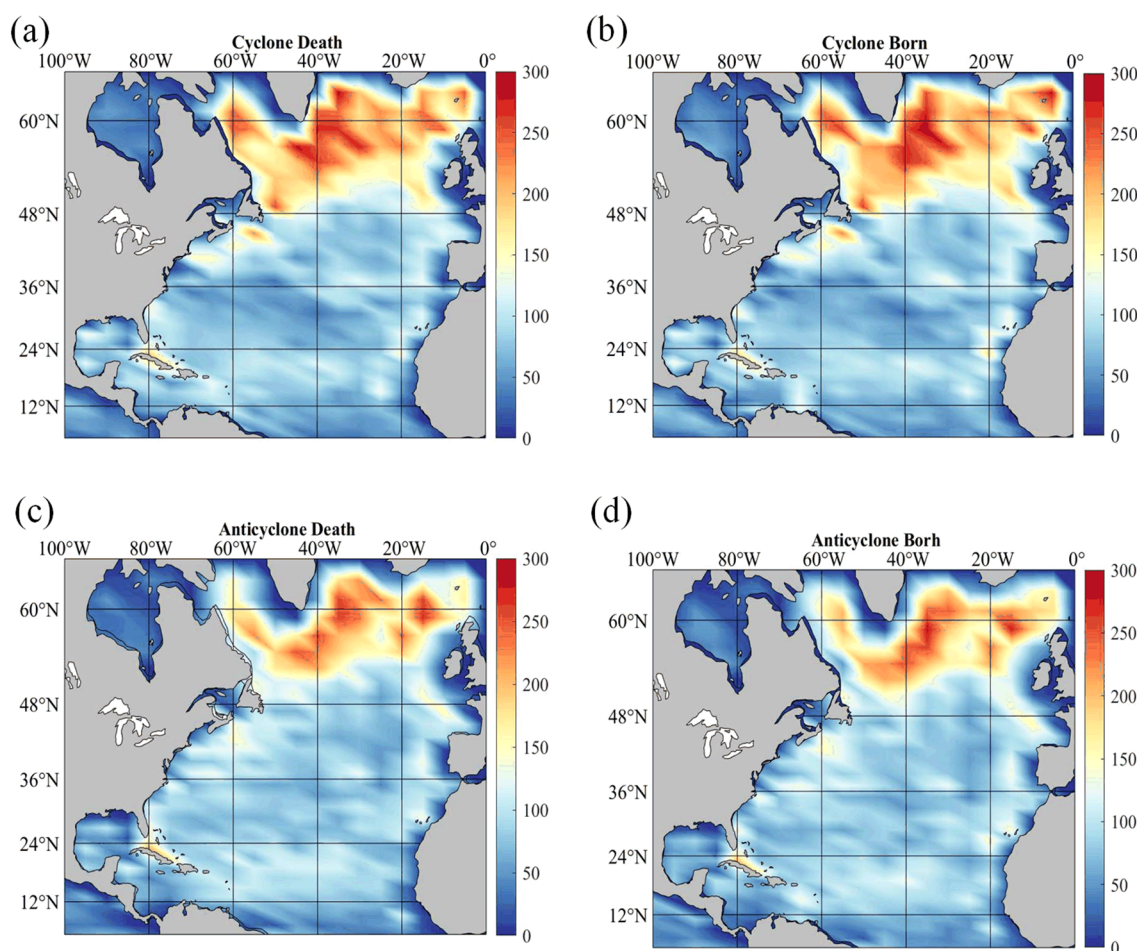 (a)
Cyclone Death
100°W 80°W 60°W 40°W 20°W 0°
60°N
48°N
36°N
24°N
12°N
300
250
200
150
100
50
0
(b)
Cyclone Born
100°W 80°W 60°W 40°W 20°W 0°
60°N
48°N
36°N
24°N
12°N
300
250
200
150
100
50
0
(c)
Anticyclone Death
100°W 80°W 60°W 40°W 20°W 0°
60°N
48°N
36°N
24°N
12°N
300
250
200
150
100
50
0
(d)
Anticyclone Borh
100°W 80°W 60°W 40°W 20°W 0°
60°N
48°N
36°N
24°N
12°N
300
250
200
150
100
50
0